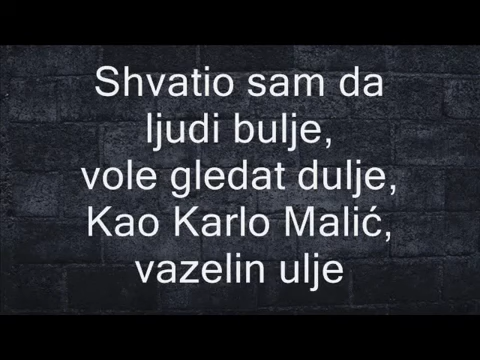 Shvatio sam da
ljudi bulje,
vole gledat dulje,
Kao Karlo Malić,
vazelin ulje